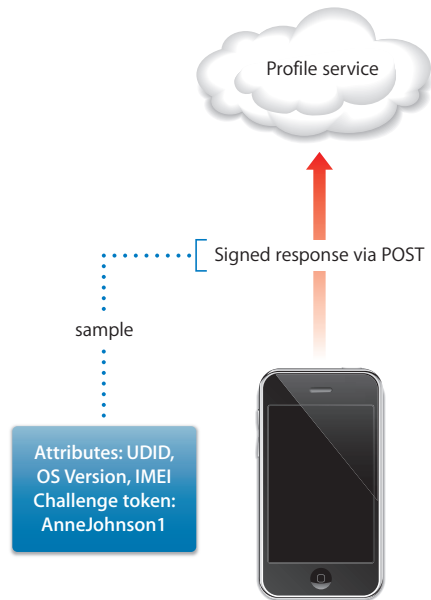 Profile service
Signed response via POST
sample
Attributes: UDID,
OS Version, IMEI
Challenge token:
AnneJohnson1